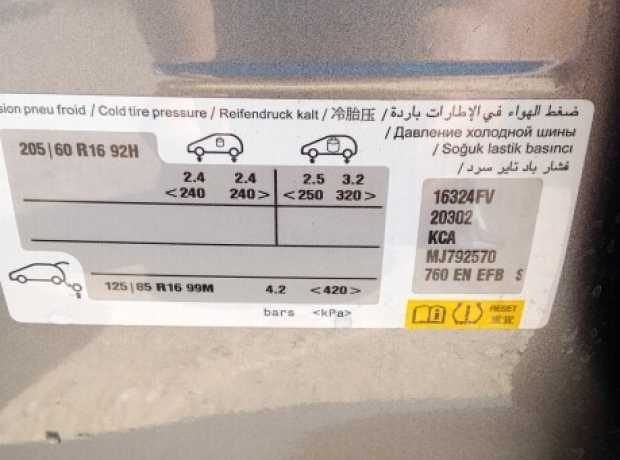 sion pneu froid / Cold tire pressure / Reifendruck kalt / 冷胎压 / ضغط الهواء في الإطارات باردة /
/ Давление холодной шины
/ Soğuk lastik basıncı
فشار باد تایر سرد /
205|60 R16 92H
2.4 2.4 2.5 3.2
<240 240> <250 320>
16324FV
20302
KCA
MJ792570
760 EN EFB S
125|85 R16 99M 4.2 <420>
bars <kPa>
RESET